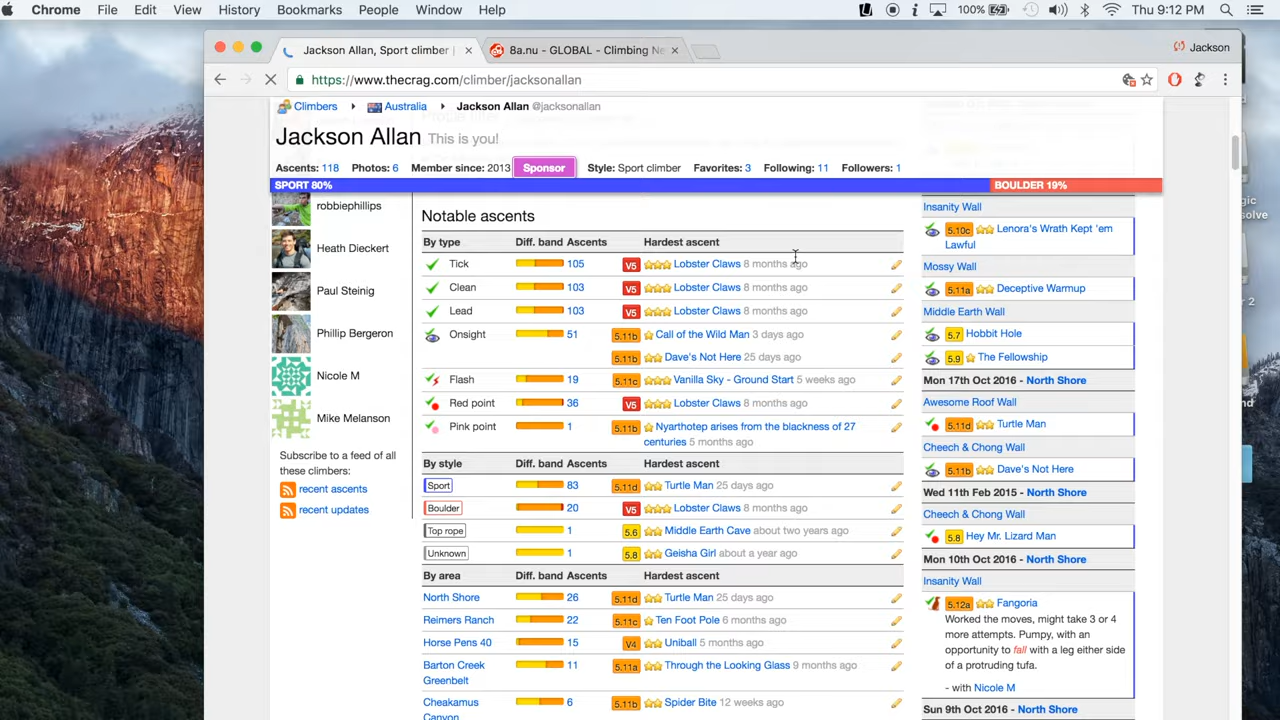 Chrome File Edit View History Bookmarks People Window Help 100% Thu 9:12 PM
Jackson Allan, Sport climber | 8a.nu - GLOBAL - Climbing Ne Jackson
https://www.thecrag.com/climber/jacksonallan
Climbers Australia Jackson Allan @jacksonallan
Jackson Allan This is you!
Ascents: 118 Photos: 6 Member since: 2013 Sponsor Style: Sport climber Favorites: 3 Following: 11 Followers: 1
SPORT 80% BOULDER 19%
robbiephillips
Heath Dieckert
Paul Steinig
Phillip Bergeron
Nicole M
Mike Melanson
Subscribe to a feed of all
these climbers:
recent ascents
recent updates
Notable ascents
By type Diff. band Ascents Hardest ascent
Tick 105 V5 Lobster Claws 8 months ago
Clean 103 V5 Lobster Claws 8 months ago
Lead 103 V5 Lobster Claws 8 months ago
Onsight 51 5.11b Call of the Wild Man 3 days ago
5.11b Dave's Not Here 25 days ago
Flash 19 5.11c Vanilla Sky - Ground Start 5 weeks ago
Red point 36 V5 Lobster Claws 8 months ago
Pink point 1 5.11b Nyarthotep arises from the blackness of 27
centuries 5 months ago
By style Diff. band Ascents Hardest ascent
Sport 83 5.11d Turtle Man 25 days ago
Boulder 20 V5 Lobster Claws 8 months ago
Top rope 1 5.6 Middle Earth Cave about two years ago
Unknown 1 5.8 Geisha Girl about a year ago
By area Diff. band Ascents Hardest ascent
North Shore 26 5.11d Turtle Man 25 days ago
Reimers Ranch 22 5.11c Ten Foot Pole 6 months ago
Horse Pens 40 15 V4 Uniball 5 months ago
Barton Creek 11 5.11a Through the Looking Glass 9 months ago
Greenbelt
Cheakamus 6 5.11b Spider Bite 12 weeks ago
Canyon
Insanity Wall
5.10c Lenora's Wrath Kept 'em
Lawful
Mossy Wall
5.11a Deceptive Warmup
Middle Earth Wall
5.7 Hobbit Hole
5.9 The Fellowship
Mon 17th Oct 2016 - North Shore
Awesome Roof Wall
5.11d Turtle Man
Cheech & Chong Wall
5.11b Dave's Not Here
Wed 11th Feb 2015 - North Shore
Cheech & Chong Wall
5.8 Hey Mr. Lizard Man
Mon 10th Oct 2016 - North Shore
Insanity Wall
5.12a Fangoria
Worked the moves, might take 3 or 4
more attempts. Pumpy, with an
opportunity to fall with a leg either side
of a protruding tufa.
- with Nicole M
Sun 9th Oct 2016 - North Shore